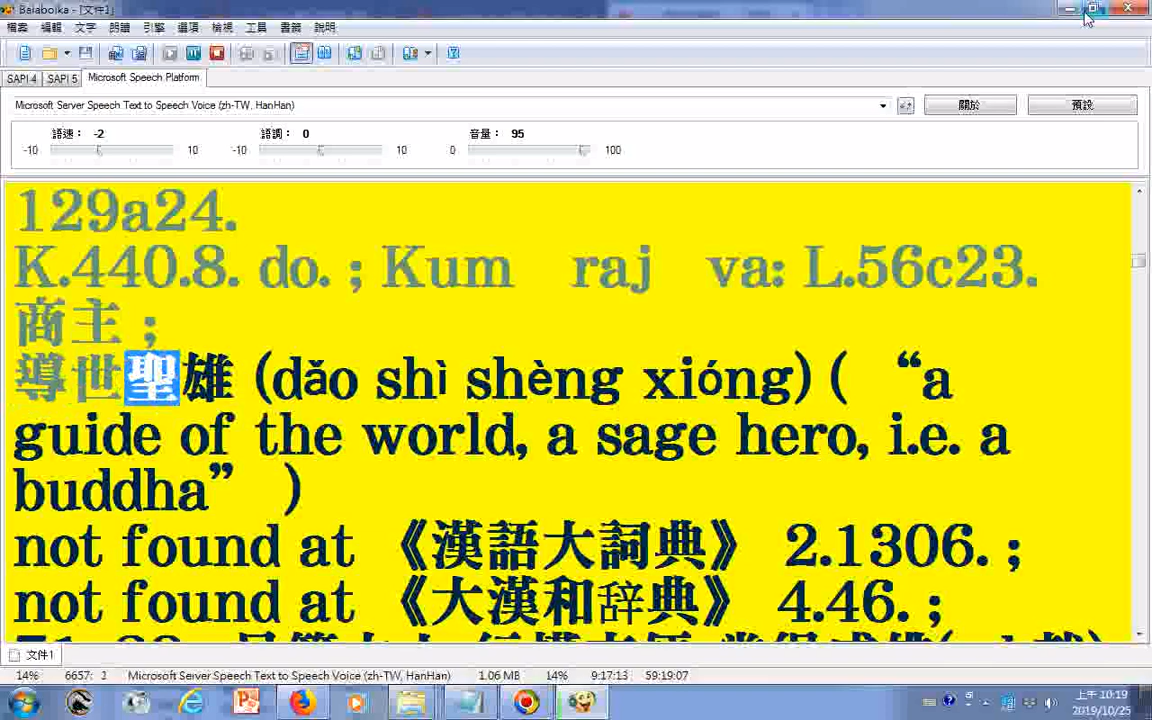 Balabolka - [文件1]
檔案 編輯 文字 朗讀 引擎 選項 檢視 工具 書籤 說明
SAPI 4 SAPI 5 Microsoft Speech Platform
Microsoft Server Speech Text to Speech Voice (zh-TW, HanHan) 關於 預設
語速： -2 語調： 0 音量： 95
-10 10 -10 10 0 100
129a24.
K.440.8. do. ; Kum raj va: L.56c23.
商主 ;
導世聖雄 (dǎo shì shèng xióng) ( “a
guide of the world, a sage hero, i.e. a
buddha” )
not found at 《漢語大詞典》 2.1306. ;
not found at 《大漢和辞典》 4.46. ;
文件1
14% 6657: 1 Microsoft Server Speech Text to Speech Voice (zh-TW, HanHan) 1.06 MB 14% 9:17:13 59:19:07
上午 10:19
2019/10/25